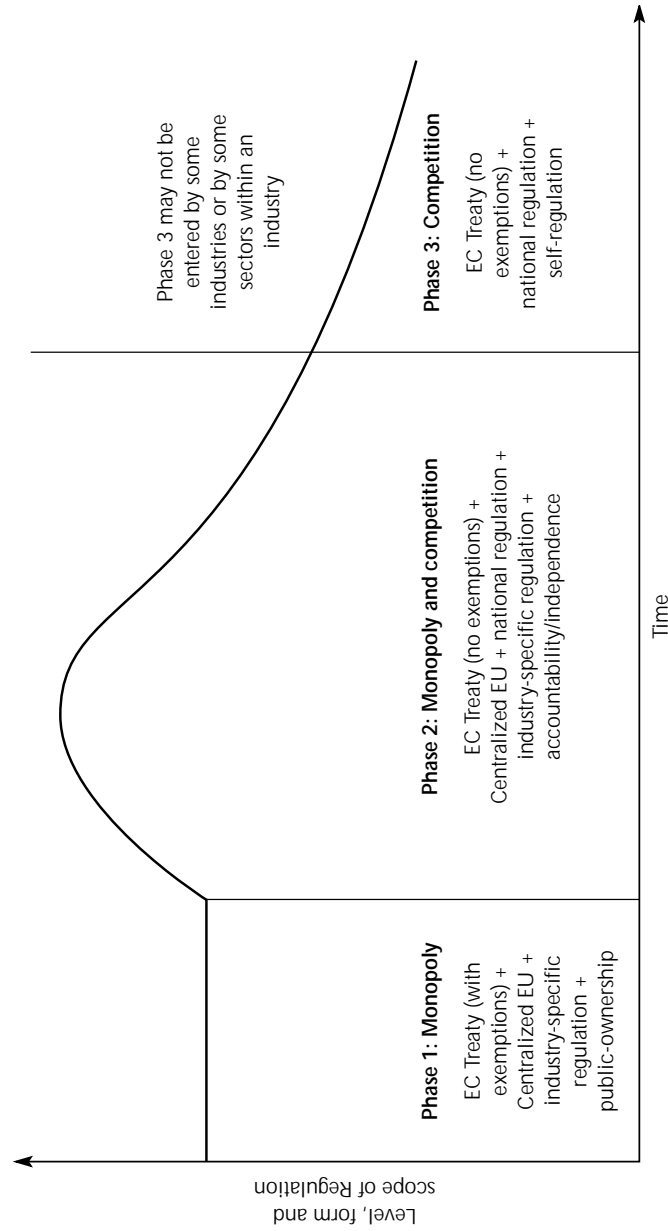 Level, form and
scope of Regulation
Phase 1: Monopoly
EC Treaty (with
exemptions) +
Centralized EU +
industry-specific
regulation +
public-ownership
Phase 2: Monopoly and competition
EC Treaty (no exemptions) +
Centralized EU + national regulation +
industry-specific regulation +
accountability/independence
Phase 3 may not be
entered by some
industries or by some
sectors within an
industry
Phase 3: Competition
EC Treaty (no
exemptions) +
national regulation +
self-regulation
Time